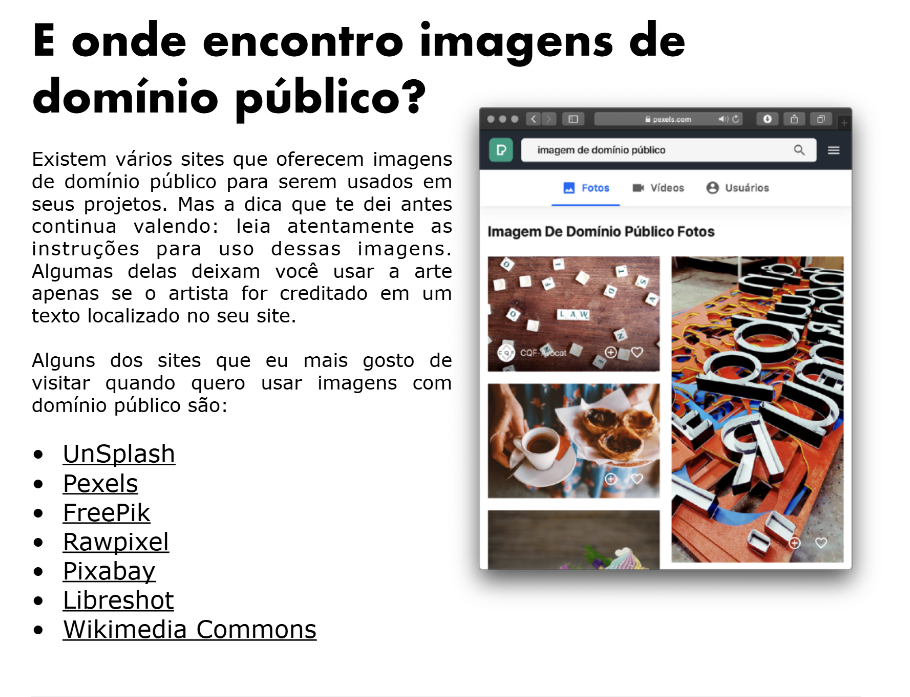 E onde encontro imagens de
domínio público?
Existem vários sites que oferecem imagens
de domínio público para serem usados em
seus projetos. Mas a dica que te dei antes
continua valendo: leia atentamente as
instruções para uso dessas imagens.
Algumas delas deixam você usar a arte
apenas se o artista for creditado em um
texto localizado no seu site.
Alguns dos sites que eu mais gosto de
visitar quando quero usar imagens com
domínio público são:
• UnSplash
• Pexels
• FreePik
• Rawpixel
• Pixabay
• Libreshot
• Wikimedia Commons
pexels.com
imagem de domínio público
Fotos Vídeos Usuários
Imagem De Domínio Público Fotos
LAW